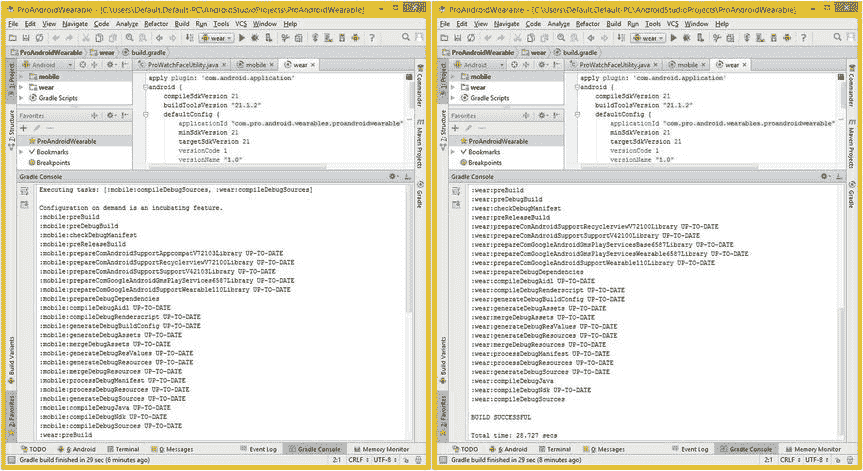 ProAndroidWearable - [C:\Users\Default.Default-PC\AndroidStudioProjects\ProAndroidWearable]
File Edit View Navigate Code Analyze Refactor Build Run Tools VCS Window Help
wear
ProAndroidWearable wear build.gradle
1: Project
2: Structure
Build Variants
2: Favorites
Android
mobile
wear
Gradle Scripts
Favorites
ProAndroidWearable
Bookmarks
Breakpoints
ProWatchFaceUtility.java mobile wear
apply plugin: 'com.android.application'
android {
compileSdkVersion 21
buildToolsVersion "21.1.2"
defaultConfig {
applicationId "com.pro.android.wearables.proandroidwearable"
minSdkVersion 21
targetSdkVersion 21
versionCode 1
versionName "1.0"
Commander
Maven Projects
Gradle
Gradle Console
Executing tasks: [:mobile:compileDebugSources, :wear:compileDebugSources]
Configuration on demand is an incubating feature.
:mobile:preBuild
:mobile:preDebugBuild
:mobile:checkDebugManifest
:mobile:preReleaseBuild
:mobile:prepareComAndroidSupportAppcompatV72103Library UP-TO-DATE
:mobile:prepareComAndroidSupportRecyclerviewV72100Library UP-TO-DATE
:mobile:prepareComAndroidSupportSupportV42103Library UP-TO-DATE
:mobile:prepareComGoogleAndroidGmsPlayServices6587Library UP-TO-DATE
:mobile:prepareComGoogleAndroidSupportWearable110Library UP-TO-DATE
:mobile:prepareDebugDependencies
:mobile:compileDebugAidl UP-TO-DATE
:mobile:compileDebugRenderscript UP-TO-DATE
:mobile:generateDebugBuildConfig UP-TO-DATE
:mobile:generateDebugAssets UP-TO-DATE
:mobile:mergeDebugAssets UP-TO-DATE
:mobile:generateDebugResValues UP-TO-DATE
:mobile:generateDebugResources UP-TO-DATE
:mobile:mergeDebugResources UP-TO-DATE
:mobile:processDebugManifest UP-TO-DATE
:mobile:processDebugResources UP-TO-DATE
:mobile:generateDebugSources UP-TO-DATE
:mobile:compileDebugJava UP-TO-DATE
:mobile:compileDebugNdk UP-TO-DATE
:mobile:compileDebugSources UP-TO-DATE
:wear:preBuild
TODO 6: Android Terminal 0: Messages Event Log Gradle Console Memory Monitor
Gradle build finished in 29 sec (6 minutes ago) 2:1 CRLF UTF-8
ProAndroidWearable - [C:\Users\Default.Default-PC\AndroidStudioProjects\ProAndroidWearable]
File Edit View Navigate Code Analyze Refactor Build Run Tools VCS Window Help
wear
ProAndroidWearable wear build.gradle
1: Project
2: Structure
Build Variants
2: Favorites
Android
mobile
wear
Gradle Scripts
Favorites
ProAndroidWearable
Bookmarks
Breakpoints
ProWatchFaceUtility.java mobile wear
apply plugin: 'com.android.application'
android {
compileSdkVersion 21
buildToolsVersion "21.1.2"
defaultConfig {
applicationId "com.pro.android.wearables.proandroidwearable"
minSdkVersion 21
targetSdkVersion 21
versionCode 1
versionName "1.0"
Commander
Maven Projects
Gradle
Gradle Console
:wear:preBuild
:wear:preDebugBuild
:wear:checkDebugManifest
:wear:preReleaseBuild
:wear:prepareComAndroidSupportRecyclerviewV72100Library UP-TO-DATE
:wear:prepareComAndroidSupportSupportV42100Library UP-TO-DATE
:wear:prepareComGoogleAndroidGmsPlayServicesBase6587Library UP-TO-DATE
:wear:prepareComGoogleAndroidGmsPlayServicesWearable6587Library UP-TO-DATE
:wear:prepareComGoogleAndroidSupportWearable110Library UP-TO-DATE
:wear:prepareDebugDependencies
:wear:compileDebugAidl UP-TO-DATE
:wear:compileDebugRenderscript UP-TO-DATE
:wear:generateDebugBuildConfig UP-TO-DATE
:wear:generateDebugAssets UP-TO-DATE
:wear:mergeDebugAssets UP-TO-DATE
:wear:generateDebugResValues UP-TO-DATE
:wear:generateDebugResources UP-TO-DATE
:wear:mergeDebugResources UP-TO-DATE
:wear:processDebugManifest UP-TO-DATE
:wear:processDebugResources UP-TO-DATE
:wear:generateDebugSources UP-TO-DATE
:wear:compileDebugJava
:wear:compileDebugNdk UP-TO-DATE
:wear:compileDebugSources
BUILD SUCCESSFUL
Total time: 28.727 secs
TODO 6: Android Terminal 0: Messages Event Log Gradle Console Memory Monitor
Gradle build finished in 29 sec (8 minutes ago) 2:1 CRLF UTF-8